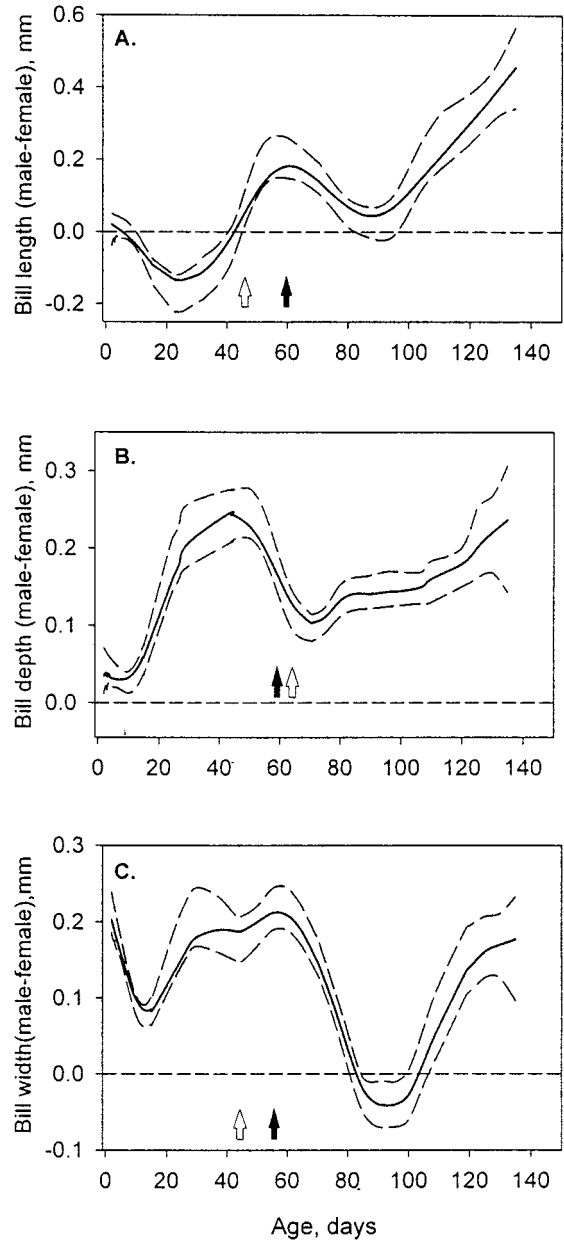 A.
Bill length (male-female), mm
0.6
0.4
0.2
0.0
-0.2
0 20 40 60 80 100 120 140
B.
Bill depth (male-female), mm
0.3
0.2
0.1
0.0
0 20 40 60 80 100 120 140
C.
Bill width(male-female),mm
0.3
0.2
0.1
0.0
-0.1
0 20 40 60 80 100 120 140
Age, days